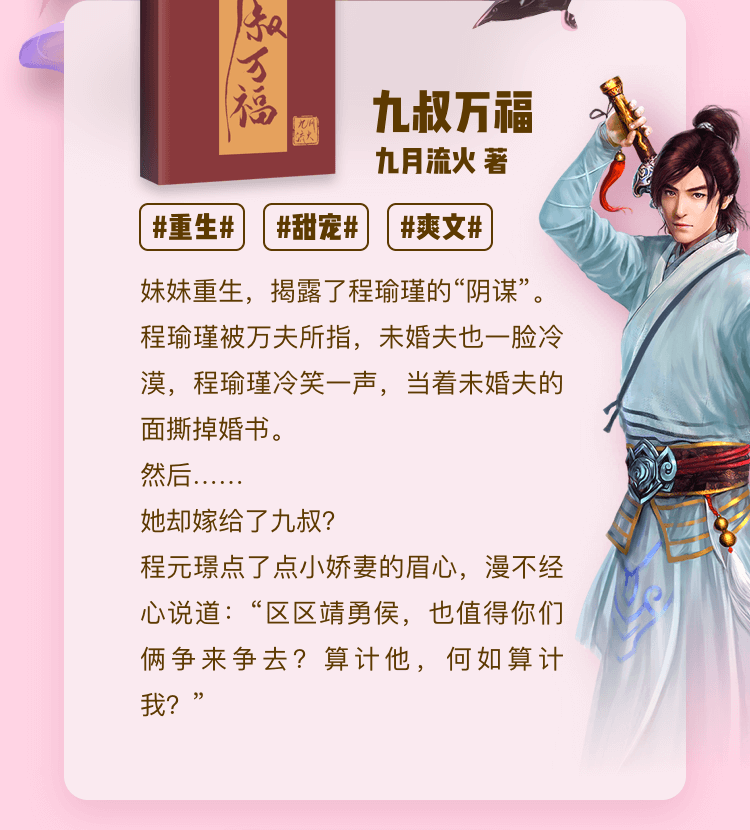 叔万福
九月流火
九叔万福
九月流火 著
#重生#
#甜宠#
#爽文#
妹妹重生，揭露了程瑜瑾的“阴谋”。
程瑜瑾被万夫所指，未婚夫也一脸冷
漠，程瑜瑾冷笑一声，当着未婚夫的
面撕掉婚书。
然后……
她却嫁给了九叔？
程元璟点了点小娇妻的眉心，漫不经
心说道：“区区靖勇侯，也值得你们
俩争来争去？算计他，何如算计
我？”